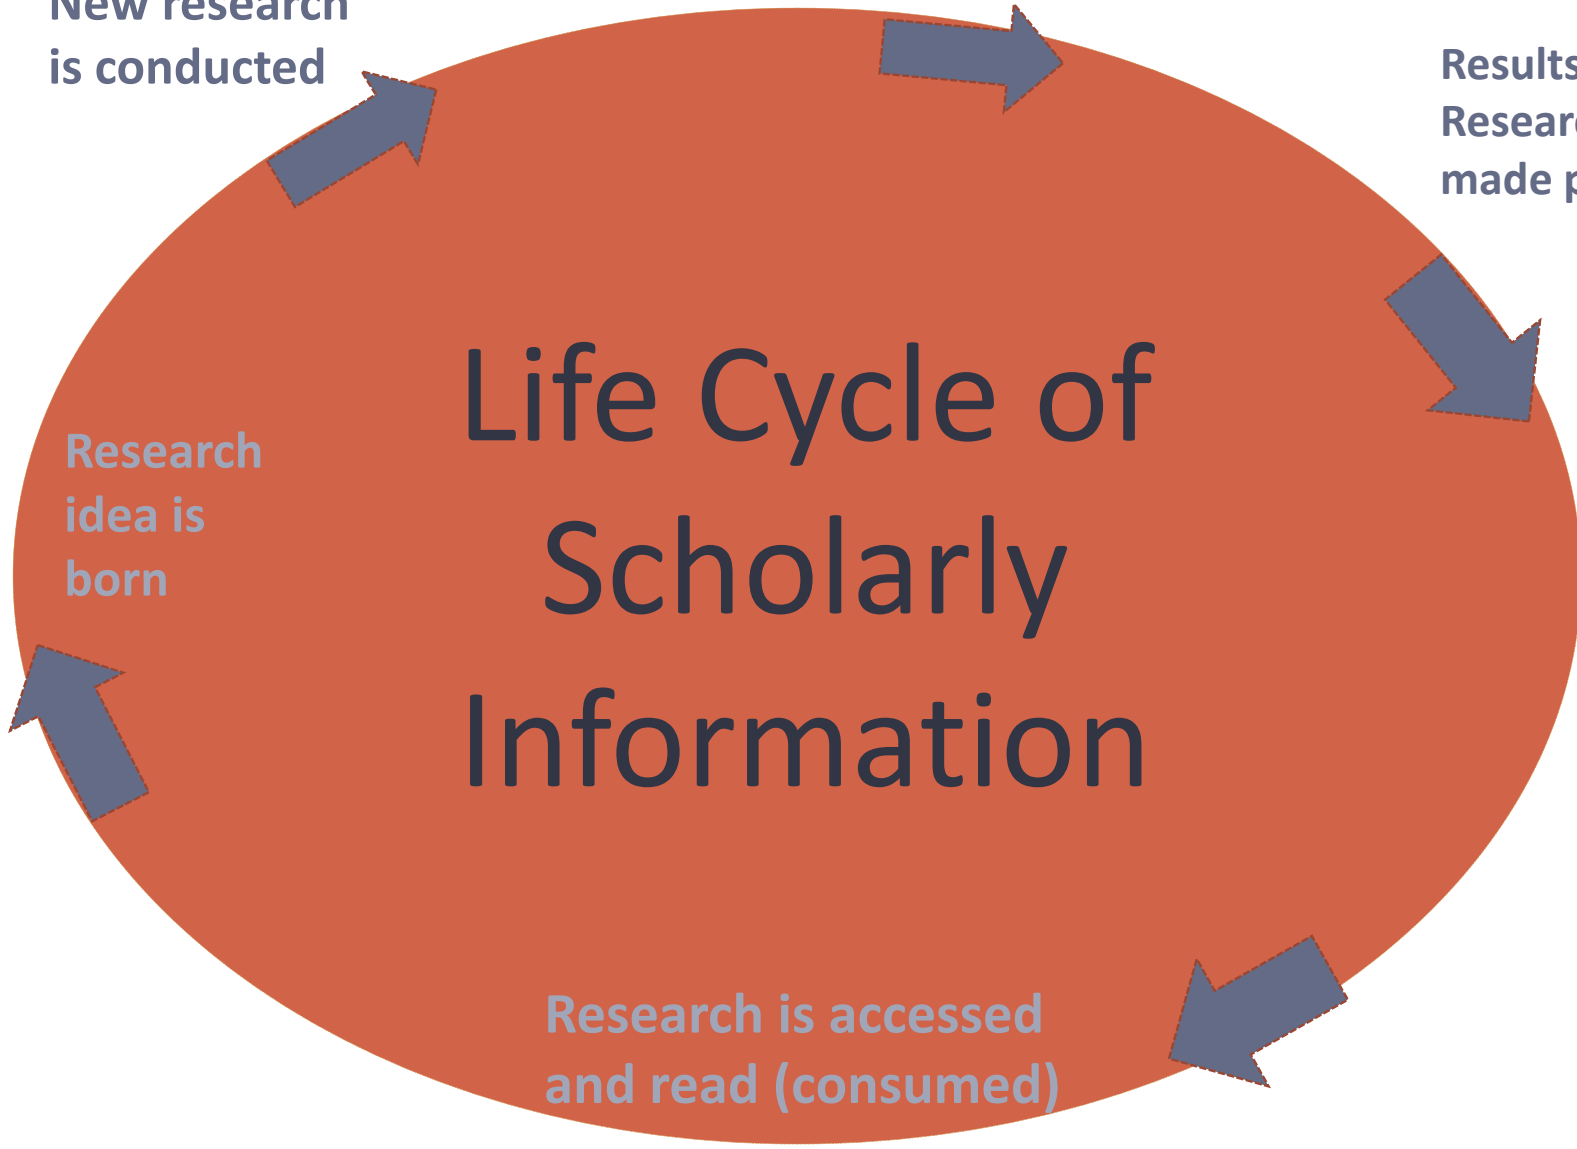 New research
is conducted
Results
Resear
made p
Research
idea is
born
Life Cycle of
Scholarly
Information
Research is accessed
and read (consumed)